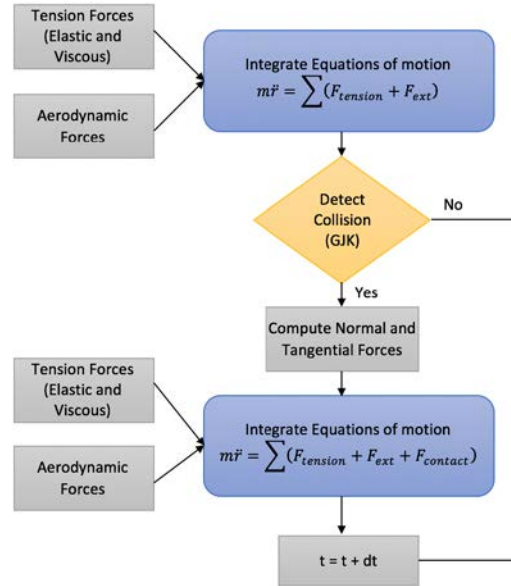 Tension Forces
(Elastic and
Viscous)
Aerodynamic
Forces
Integrate Equations of motion
mr̈ = ∑(F_tension + F_ext)
Detect
Collision
(GJK)
No
Yes
Compute Normal and
Tangential Forces
Tension Forces
(Elastic and
Viscous)
Aerodynamic
Forces
Integrate Equations of motion
mr̈ = ∑(F_tension + F_ext + F_contact)
t = t + dt